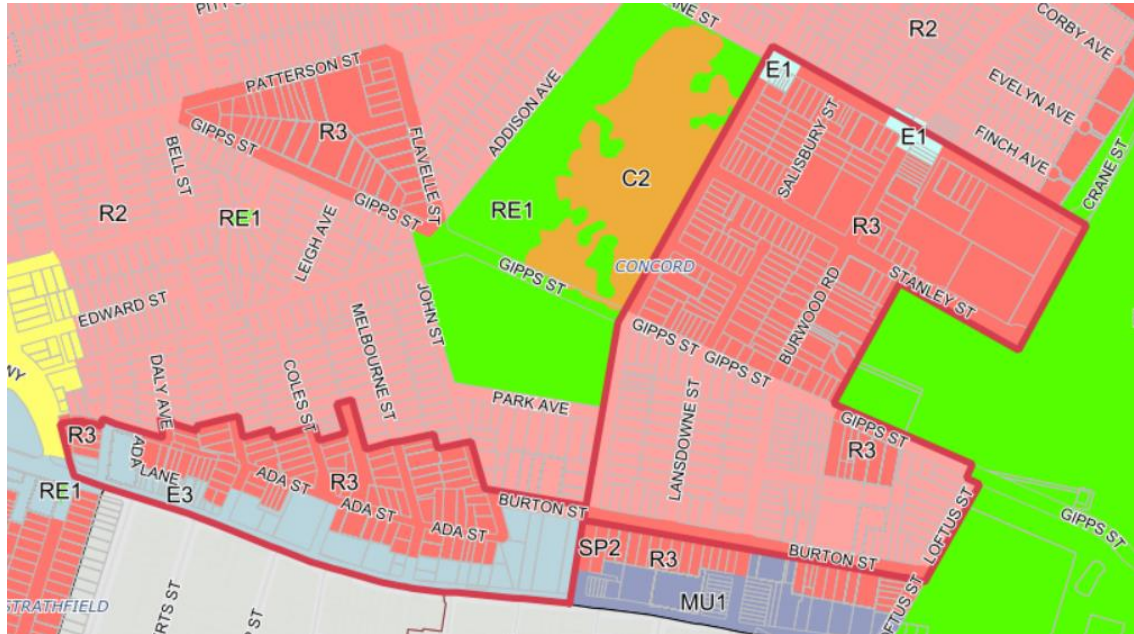 CORBY AVE
R2
E1
PATTERSON ST
EVELYN AVE
ADDISON AVE
FINCH AVE
E1
SALISBURY ST
R3
GIPPS ST
FLAVELLE ST
BELL ST
C2
CRANE ST
R2
RE1
LEIGH AVE
GIPPS ST
RE1
R3
GIPPS ST
CONCORD
STANLEY ST
BURWOOD RD
EDWARD ST
JOHN ST
MELBOURNE ST
GIPPS ST
GIPPS ST
DALY AVE
COLES ST
PARK AVE
LANSDOWNE ST
GIPPS ST
R3
ADA LANE
R3
ADA ST
R3
RE1
E3
ADA ST
ADA ST
BURTON ST
LOFTUS ST
GIPPS ST
SP2
R3
BURTON ST
MU1
STRATHFIELD
LOFTUS ST